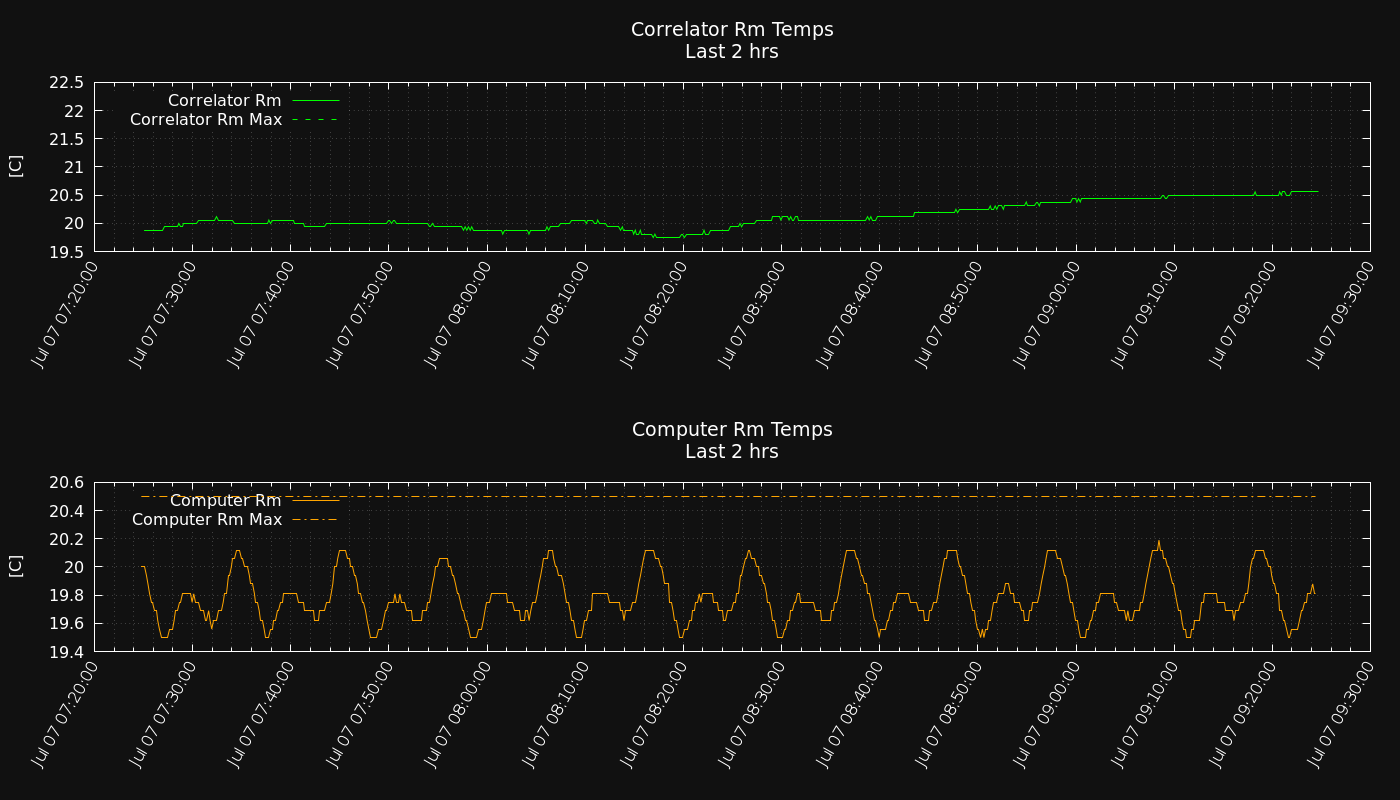 Correlator Rm Temps
Last 2 hrs
22.5
22
21.5
21
20.5
20
19.5
[C]
Correlator Rm
Correlator Rm Max
Jul 07 07:20:00
Jul 07 07:30:00
Jul 07 07:40:00
Jul 07 07:50:00
Jul 07 08:00:00
Jul 07 08:10:00
Jul 07 08:20:00
Jul 07 08:30:00
Jul 07 08:40:00
Jul 07 08:50:00
Jul 07 09:00:00
Jul 07 09:10:00
Jul 07 09:20:00
Jul 07 09:30:00
Computer Rm Temps
Last 2 hrs
20.6
20.4
20.2
20
19.8
19.6
19.4
[C]
Computer Rm
Computer Rm Max
Jul 07 07:20:00
Jul 07 07:30:00
Jul 07 07:40:00
Jul 07 07:50:00
Jul 07 08:00:00
Jul 07 08:10:00
Jul 07 08:20:00
Jul 07 08:30:00
Jul 07 08:40:00
Jul 07 08:50:00
Jul 07 09:00:00
Jul 07 09:10:00
Jul 07 09:20:00
Jul 07 09:30:00